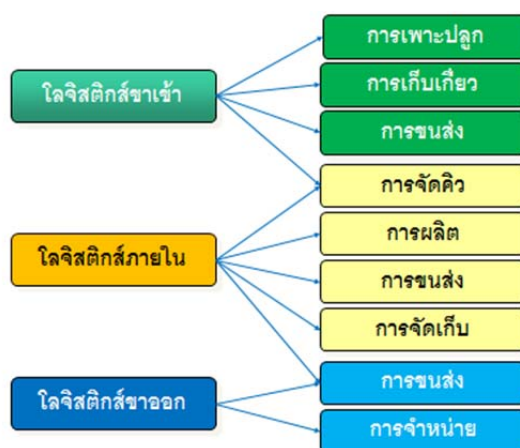 โลจิสติกส์ขาเข้า
การเพาะปลูก
การเก็บเกี่ยว
การขนส่ง
โลจิสติกส์ภายใน
การจัดคิว
การผลิต
การขนส่ง
การจัดเก็บ
โลจิสติกส์ขาออก
การขนส่ง
การจำหน่าย